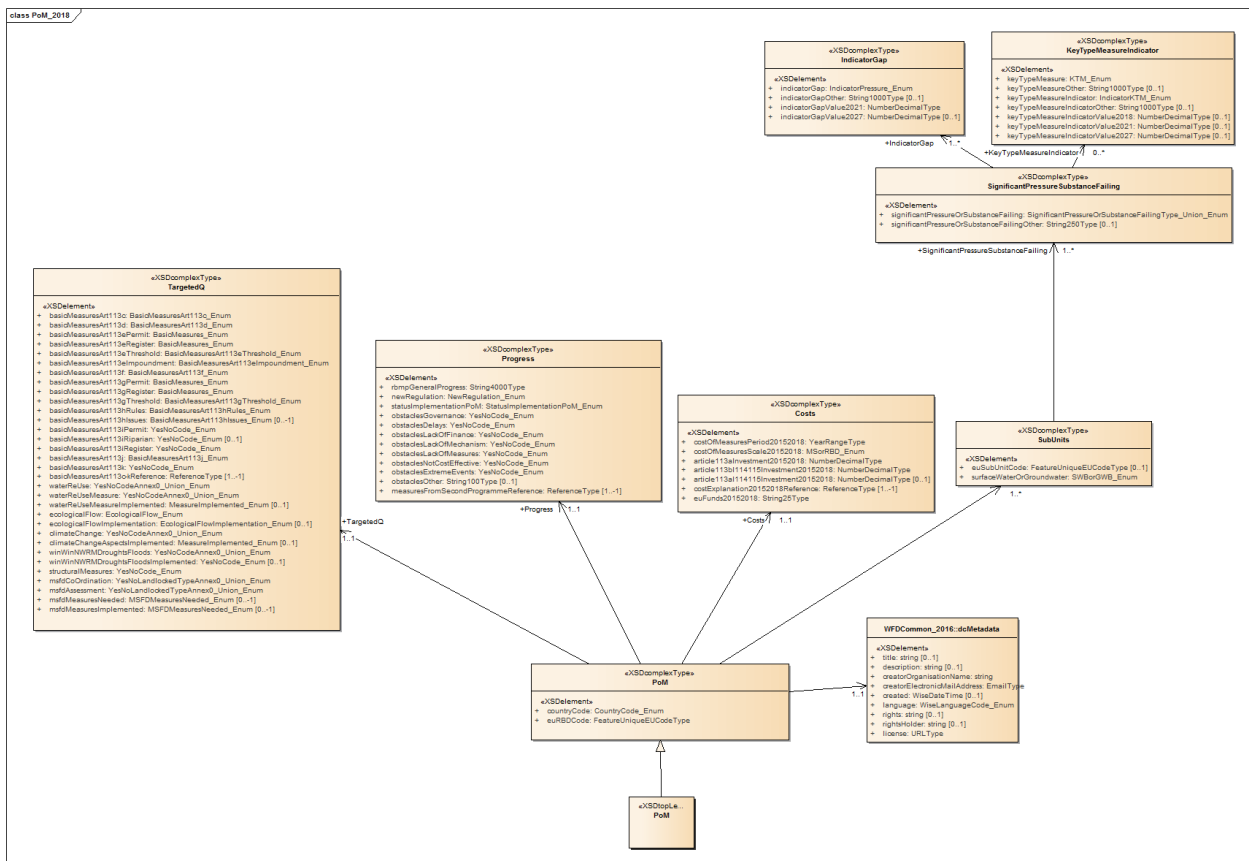 class PoM_2018
«XSDcomplexType»
IndicatorGap
«XSDelement»
+ indicatorGap: IndicatorPressure_Enum
+ indicatorGapOther: String1000Type [0..1]
+ indicatorGapValue2021: NumberDecimalType
+ indicatorGapValue2027: NumberDecimalType [0..1]
«XSDcomplexType»
KeyTypeMeasureIndicator
«XSDelement»
+ keyTypeMeasure: KTM_Enum
+ keyTypeMeasureOther: String1000Type [0..1]
+ keyTypeMeasureIndicator: IndicatorKTM_Enum
+ keyTypeMeasureIndicatorOther: String1000Type [0..1]
+ keyTypeMeasureIndicatorValue2018: NumberDecimalType [0..1]
+ keyTypeMeasureIndicatorValue2021: NumberDecimalType [0..1]
+ keyTypeMeasureIndicatorValue2027: NumberDecimalType [0..1]
+IndicatorGap
1..*
+KeyTypeMeasureIndicator
0..*
«XSDcomplexType»
SignificantPressureSubstanceFailing
«XSDelement»
+ significantPressureOrSubstanceFailing: SignificantPressureOrSubstanceFailingType_Union_Enum
+ significantPressureOrSubstanceFailingOther: String250Type [0..1]
+SignificantPressureSubstanceFailing
1..*
«XSDcomplexType»
TargetedQ
«XSDelement»
+ basicMeasuresArt113c: BasicMeasuresArt113c_Enum
+ basicMeasuresArt113d: BasicMeasuresArt113d_Enum
+ basicMeasuresArt113ePermit: BasicMeasures_Enum
+ basicMeasuresArt113eRegister: BasicMeasures_Enum
+ basicMeasuresArt113eThreshold: BasicMeasuresArt113eThreshold_Enum
+ basicMeasuresArt113eImpoundment: BasicMeasuresArt113eImpoundment_Enum
+ basicMeasuresArt113f: BasicMeasuresArt113f_Enum
+ basicMeasuresArt113gPermit: BasicMeasures_Enum
+ basicMeasuresArt113gRegister: BasicMeasures_Enum
+ basicMeasuresArt113gThreshold: BasicMeasuresArt113gThreshold_Enum
+ basicMeasuresArt113hRules: BasicMeasuresArt113hRules_Enum
+ basicMeasuresArt113hIssues: BasicMeasuresArt113hIssues_Enum [0..-1]
+ basicMeasuresArt113iPermit: YesNoCode_Enum
+ basicMeasuresArt113iRiparian: YesNoCode_Enum [0..1]
+ basicMeasuresArt113iRegister: YesNoCode_Enum
+ basicMeasuresArt113j: BasicMeasuresArt113j_Enum
+ basicMeasuresArt113k: YesNoCode_Enum
+ basicMeasuresArt113ckReference: ReferenceType [1..-1]
+ waterReUse: YesNoCodeAnnex0_Union_Enum
+ waterReUseMeasure: YesNoCodeAnnex0_Union_Enum
+ waterReUseMeasureImplemented: MeasureImplemented_Enum [0..1]
+ ecologicalFlow: EcologicalFlow_Enum
+ ecologicalFlowImplementation: EcologicalFlowImplementation_Enum [0..1]
+ climateChange: YesNoCodeAnnex0_Union_Enum
+ climateChangeAspectsImplemented: MeasureImplemented_Enum [0..1]
+ winWinNWRMDroughtsFloods: YesNoCodeAnnex0_Union_Enum
+ winWinNWRMDroughtsFloodsImplemented: YesNoCode_Enum [0..1]
+ structuralMeasures: YesNoCode_Enum
+ msfdCoOrdination: YesNoLandlockedTypeAnnex0_Union_Enum
+ msfdAssessment: YesNoLandlockedTypeAnnex0_Union_Enum
+ msfdMeasuresNeeded: MSFDMeasuresNeeded_Enum [0..-1]
+ msfdMeasuresImplemented: MSFDMeasuresNeeded_Enum [0..-1]
«XSDcomplexType»
Progress
«XSDelement»
+ rbmpGeneralProgress: String4000Type
+ newRegulation: NewRegulation_Enum
+ statusImplementationPoM: StatusImplementationPoM_Enum
+ obstaclesGovernance: YesNoCode_Enum
+ obstaclesDelays: YesNoCode_Enum
+ obstaclesLackOfFinance: YesNoCode_Enum
+ obstaclesLackOfMechanism: YesNoCode_Enum
+ obstaclesLackOfMeasures: YesNoCode_Enum
+ obstaclesNotCostEffective: YesNoCode_Enum
+ obstaclesExtremeEvents: YesNoCode_Enum
+ obstaclesOther: String100Type [0..1]
+ measuresFromSecondProgrammeReference: ReferenceType [1..-1]
«XSDcomplexType»
Costs
«XSDelement»
+ costOfMeasuresPeriod20152018: YearRangeType
+ costOfMeasuresScale20152018: MSorRBD_Enum
+ article113aInvestment20152018: NumberDecimalType
+ article113bl114115Investment20152018: NumberDecimalType
+ article113aInvestment20152018: NumberDecimalType [0..1]
+ costExplanation20152018Reference: ReferenceType [1..-1]
+ euFunds20152018: String25Type
«XSDcomplexType»
SubUnits
«XSDelement»
+ euSubUnitCode: FeatureUniqueEUCodeType [0..1]
+ surfaceWaterOrGroundwater: SWBorGWB_Enum
+TargetedQ
1..1
+Progress
1..1
+Costs
1..1
1..*
«XSDcomplexType»
PoM
«XSDelement»
+ countryCode: CountryCode_Enum
+ euRBDCode: FeatureUniqueEUCodeType
1..1
WFDCommon_2016::dcMetadata
«XSDelement»
+ title: string [0..1]
+ description: string [0..1]
+ creatorOrganisationName: string
+ creatorElectronicMailAddress: EmailType
+ created: WiseDateTime [0..1]
+ language: WiseLanguageCode_Enum
+ rights: string [0..1]
+ rightsHolder: string [0..1]
+ license: URLType
«XSDtopLe...
PoM